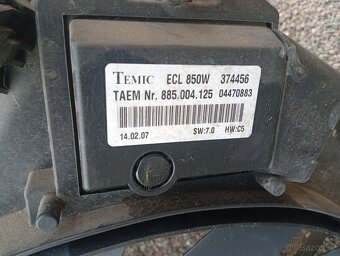 TEMIC ECL 850W 374456
TAEM Nr. 885.004.125 04470883
14.02.07 SW:7.0 HW:C5